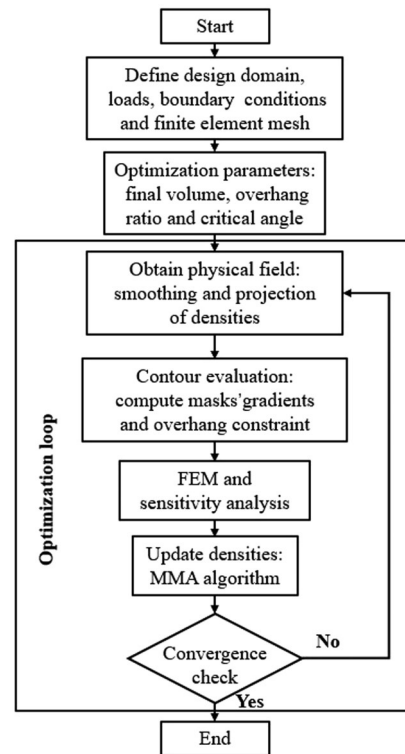 Start
Define design domain,
loads, boundary conditions
and finite element mesh
Optimization parameters:
final volume, overhang
ratio and critical angle
Optimization loop
Obtain physical field:
smoothing and projection
of densities
Contour evaluation:
compute masks'gradients
and overhang constraint
FEM and
sensitivity analysis
Update densities:
MMA algorithm
Convergence
check
No
Yes
End